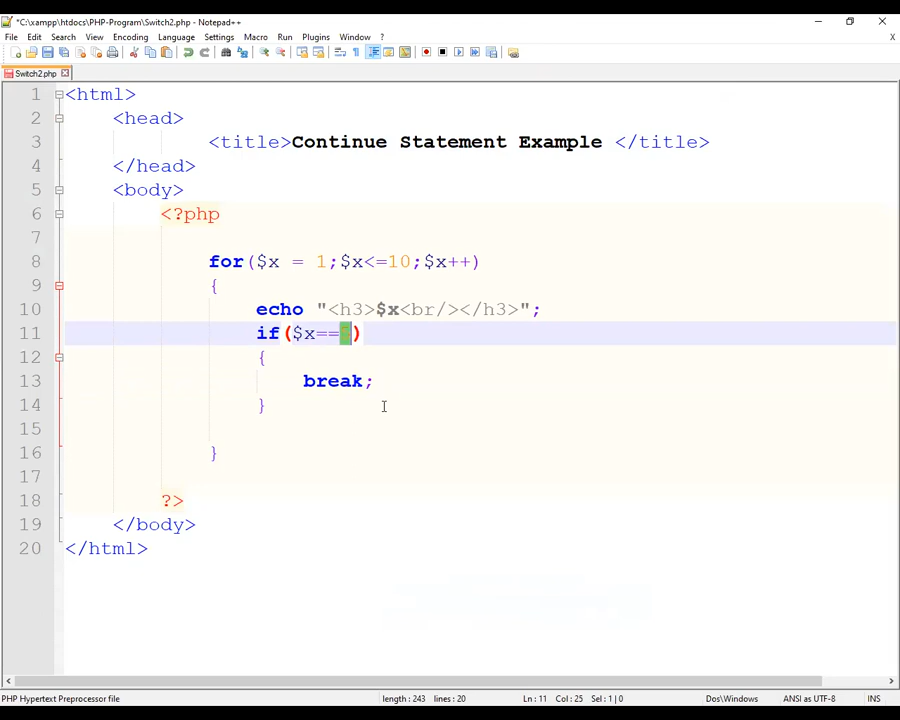 *C:\xampp\htdocs\PHP-Program\Switch2.php - Notepad++
File Edit Search View Encoding Language Settings Macro Run Plugins Window ? X
Switch2.php
1 <html>
2 <head>
3 <title>Continue Statement Example </title>
4 </head>
5 <body>
6 <?php
7
8 for($x = 1;$x<=10;$x++)
9 {
10 echo "<h3>$x<br/></h3>";
11 if($x== )
12 {
13 break;
14 }
15
16 }
17
18 ?>
19 </body>
20 </html>
PHP Hypertext Preprocessor file length : 243 lines : 20 Ln : 11 Col : 25 Sel : 1 | 0 Dos\Windows ANSI as UTF-8 INS